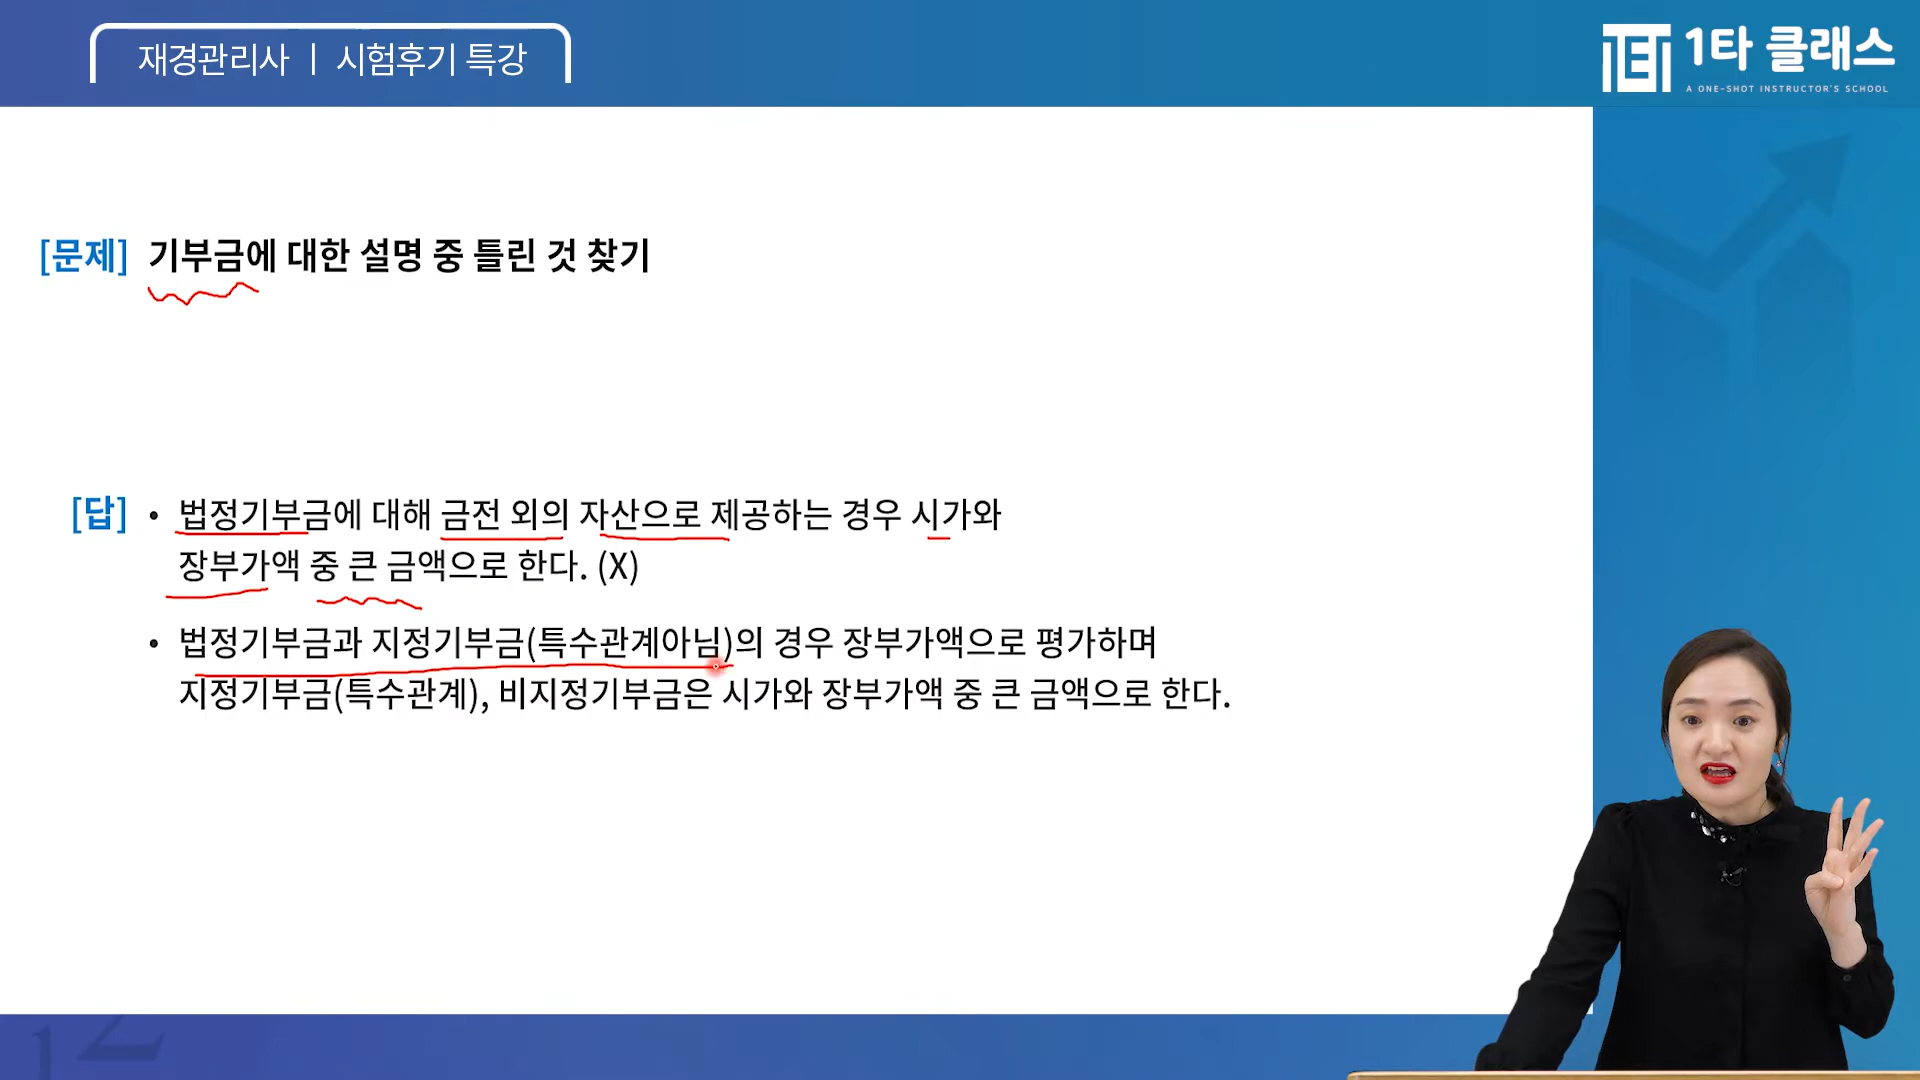 재경관리사 | 시험후기 특강
1타 클래스
A ONE-SHOT INSTRUCTOR'S SCHOOL
[문제] 기부금에 대한 설명 중 틀린 것 찾기
[답] • 법정기부금에 대해 금전 외의 자산으로 제공하는 경우 시가와
장부가액 중 큰 금액으로 한다. (X)
• 법정기부금과 지정기부금(특수관계아님)의 경우 장부가액으로 평가하며
지정기부금(특수관계), 비지정기부금은 시가와 장부가액 중 큰 금액으로 한다.
12